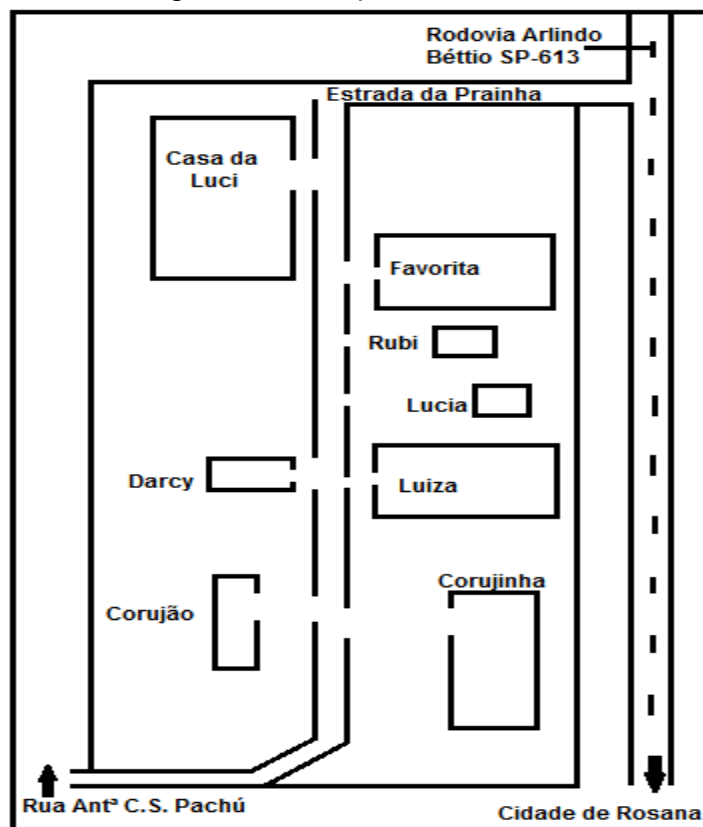 Rodovia Arlindo
Béttio SP-613
Estrada da Prainha
Casa da
Luci
Favorita
Rubi
Lucia
Darcy
Luiza
Corujinha
Corujão
Rua Antª C.S. Pachú
Cidade de Rosana